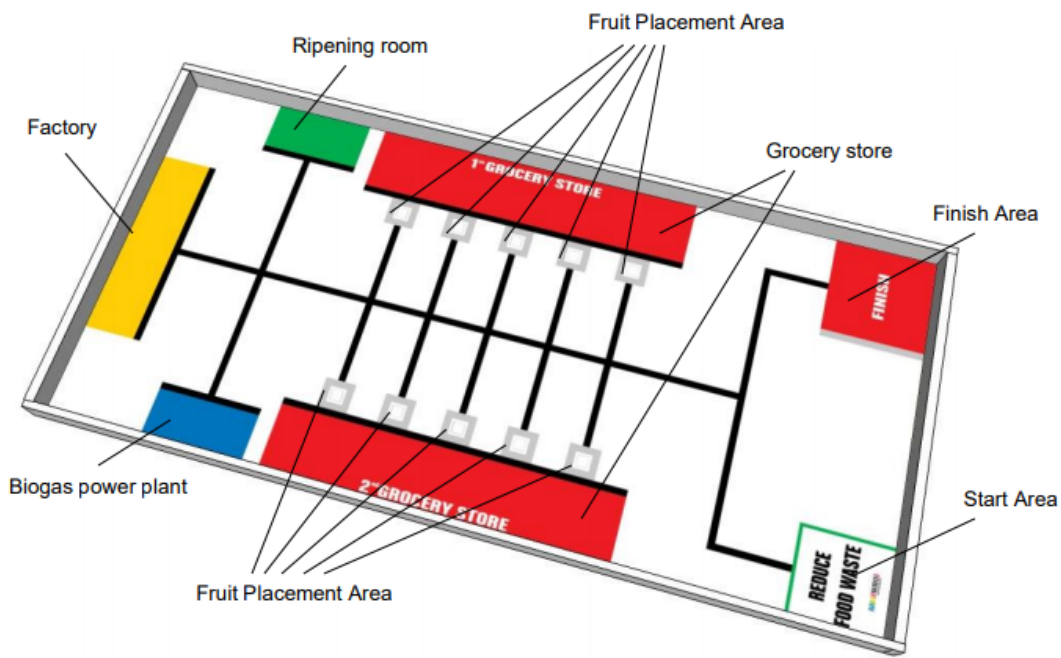 Fruit Placement Area
Ripening room
Factory
Grocery store
1ST GROCERY STORE
Finish Area
FINISH
Biogas power plant
2ND GROCERY STORE
Start Area
REDUCE
FOOD WASTE
Fruit Placement Area